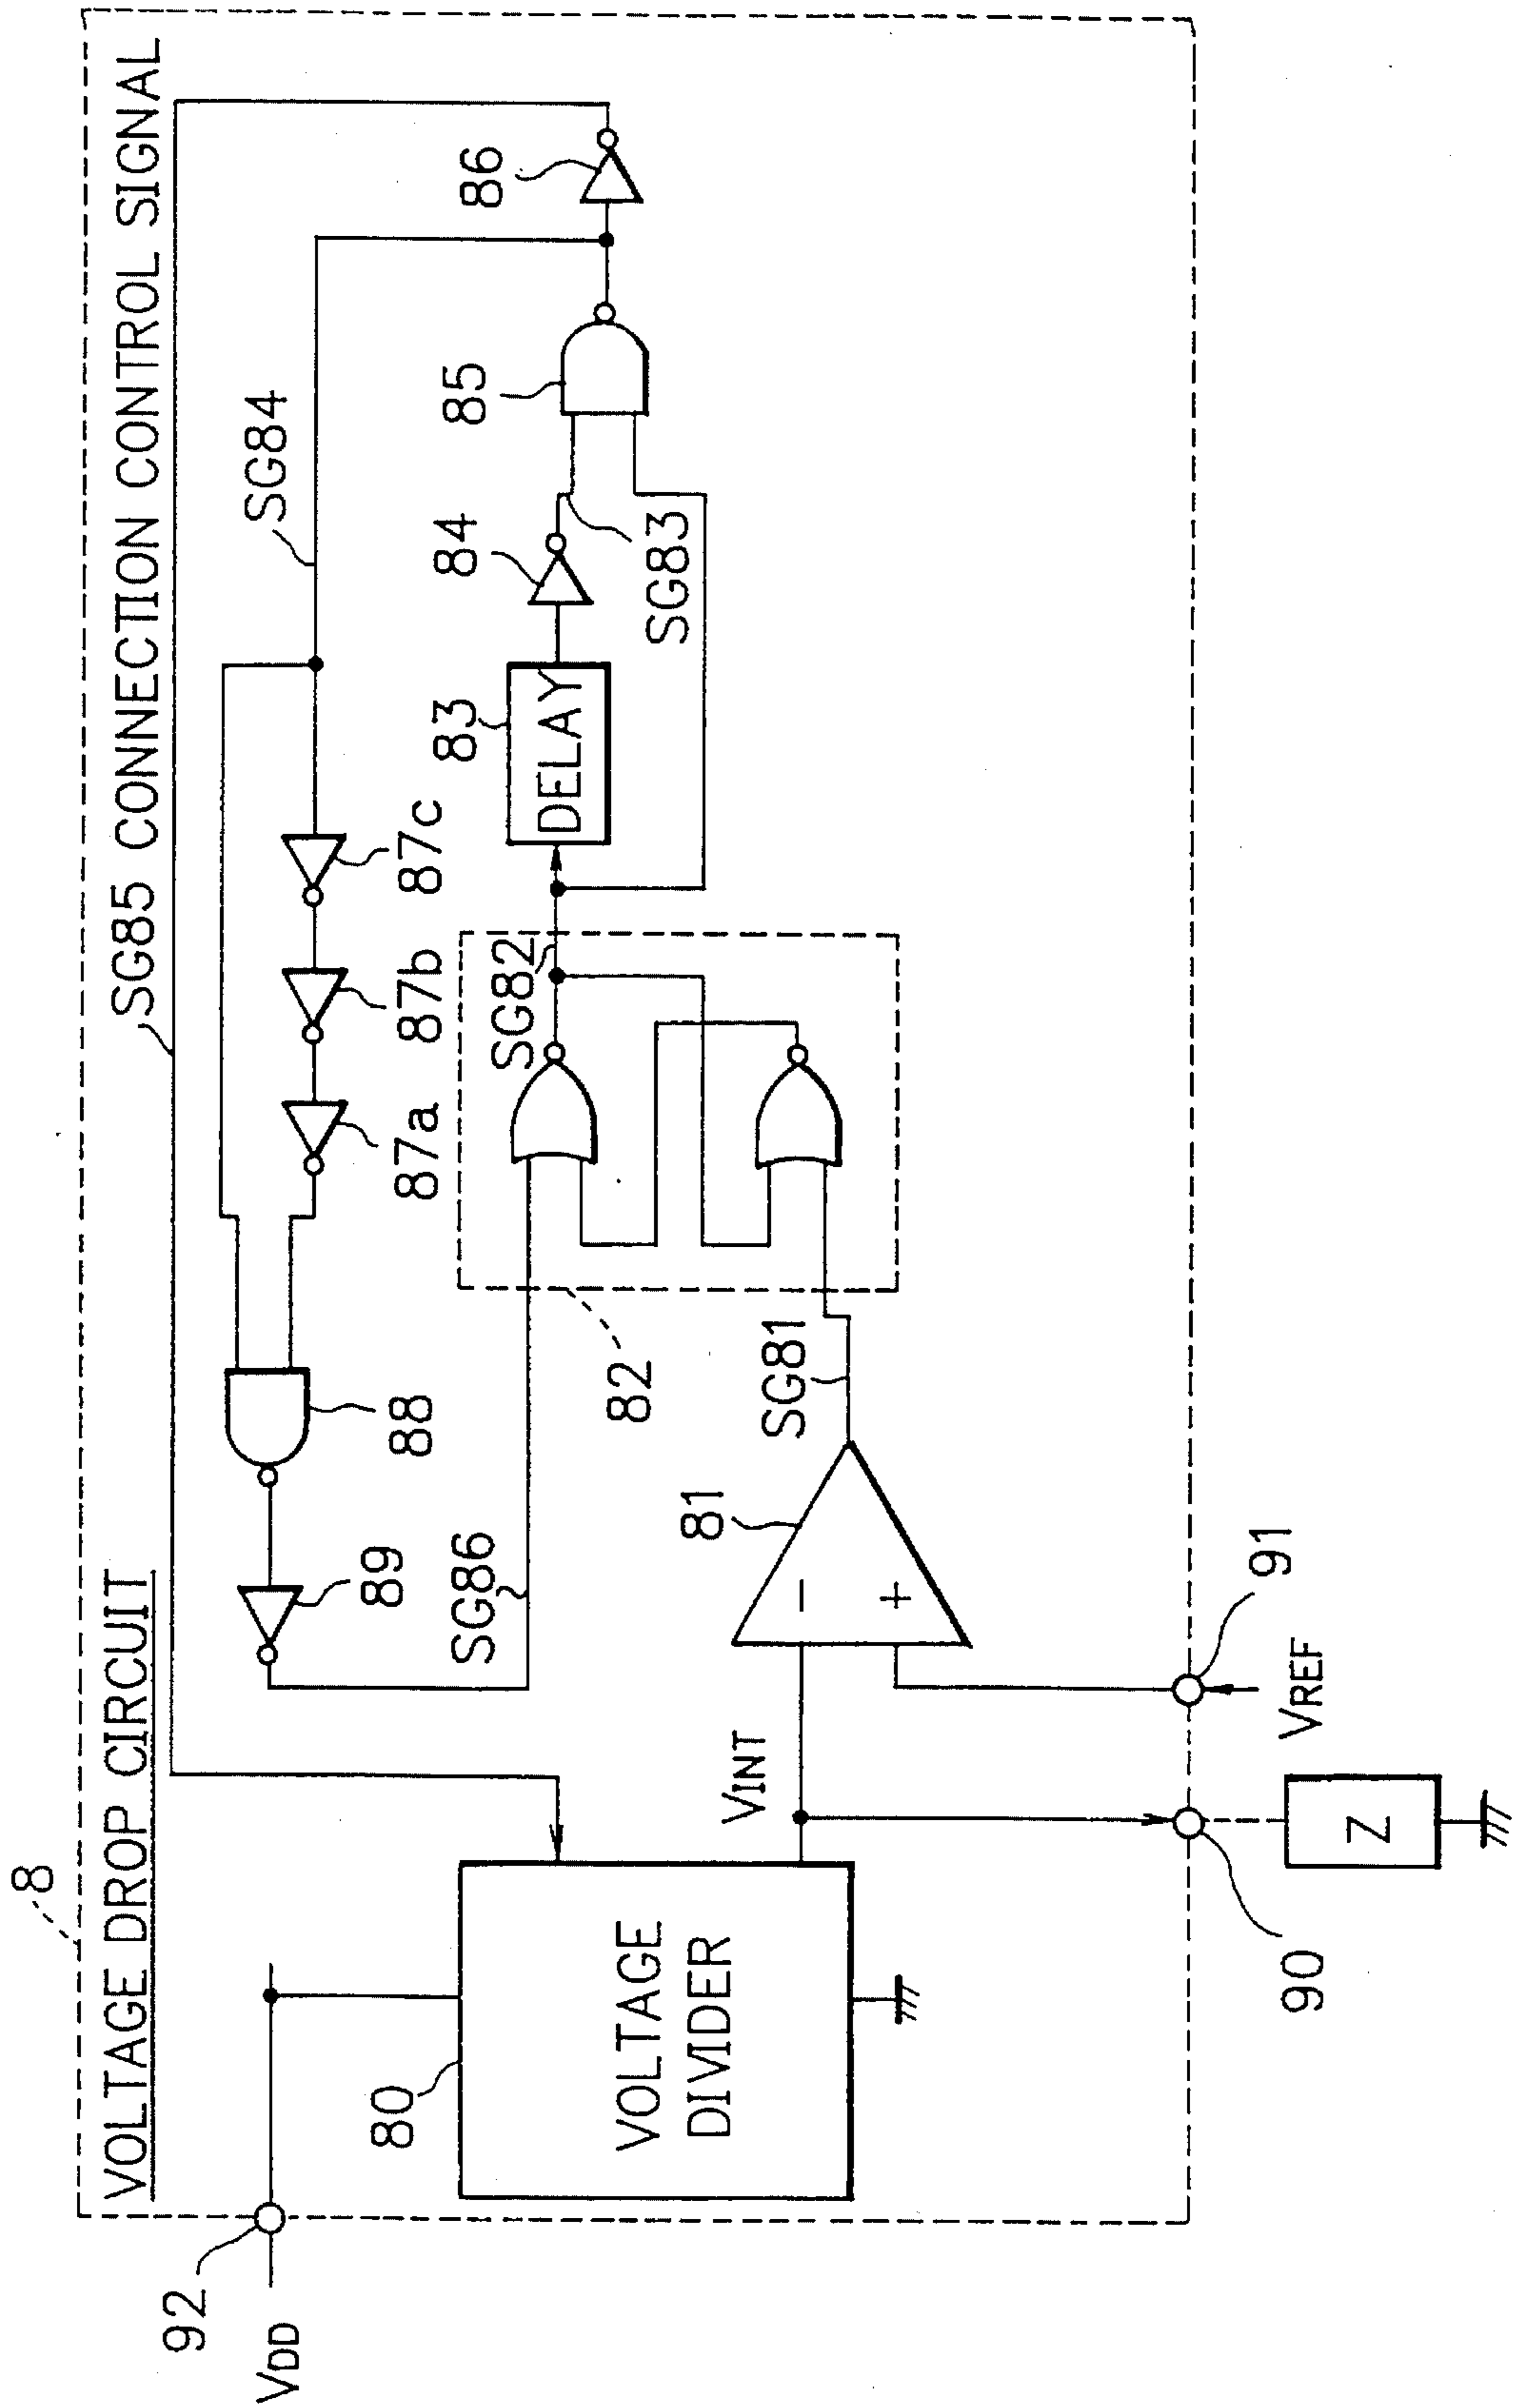 8
VOLTAGE DROP CIRCUIT
SG85 CONNECTION CONTROL SIGNAL
92
VDD
89
88
87a
87b
87c
SG84
86
SG86
82
SG82
83
DELAY
84
SG83
85
80
VOLTAGE
DIVIDER
VINT
81
−
+
SG81
90
Z
91
VREF